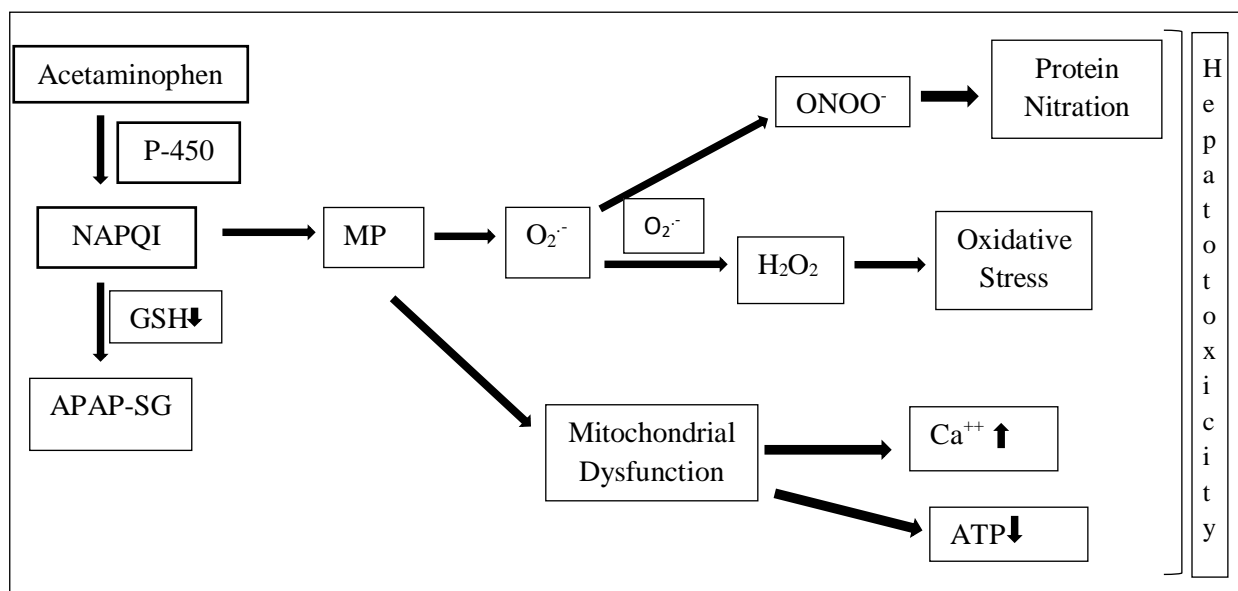 Acetaminophen
P-450
NAPQI
GSH
APAP-SG
MP
O₂·⁻
O₂·⁻
ONOO⁻
Protein
Nitration
H₂O₂
Oxidative
Stress
Mitochondrial
Dysfunction
Ca⁺⁺
ATP
Hepatotoxicity